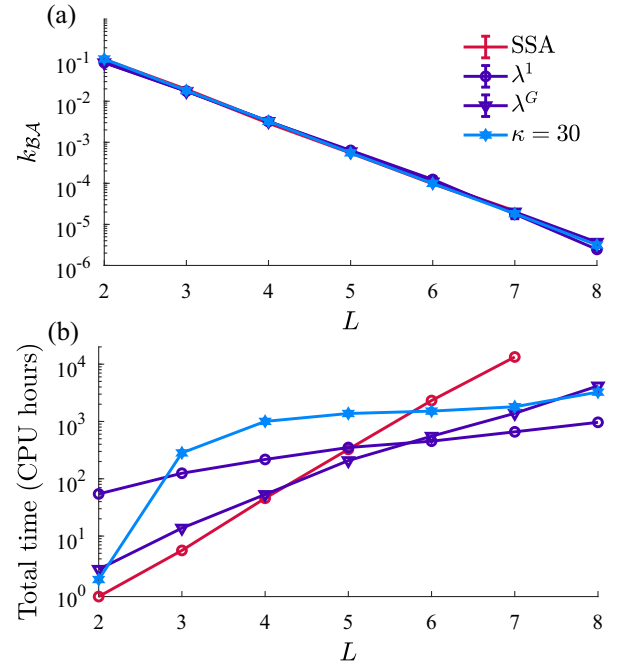 (a)
k_{BA}
10^{-1}
10^{-2}
10^{-3}
10^{-4}
10^{-5}
10^{-6}
SSA
λ^1
λ^G
κ = 30
2 3 4 5 6 7 8
L
(b)
Total time (CPU hours)
10^4
10^3
10^2
10^1
10^0
2 3 4 5 6 7 8
L